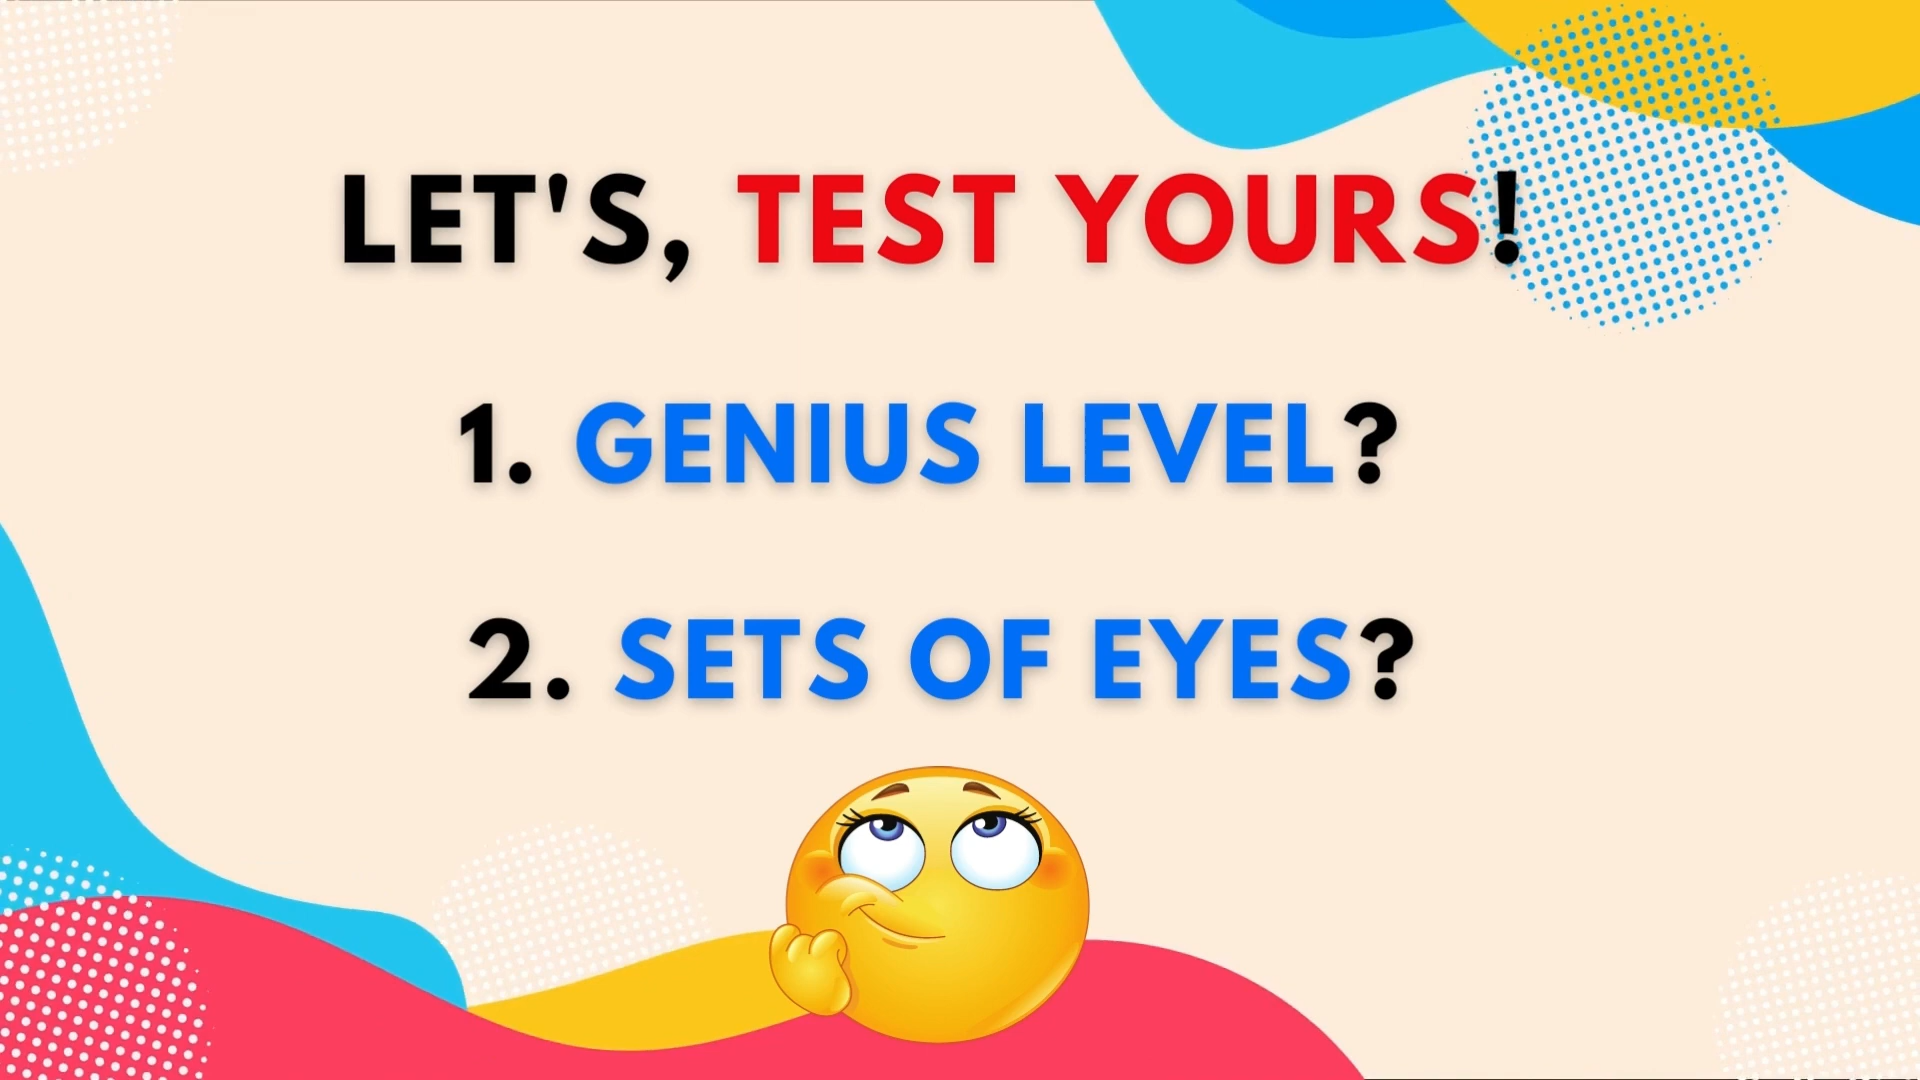 LET'S, TEST YOURS!
1. GENIUS LEVEL?
2. SETS OF EYES?